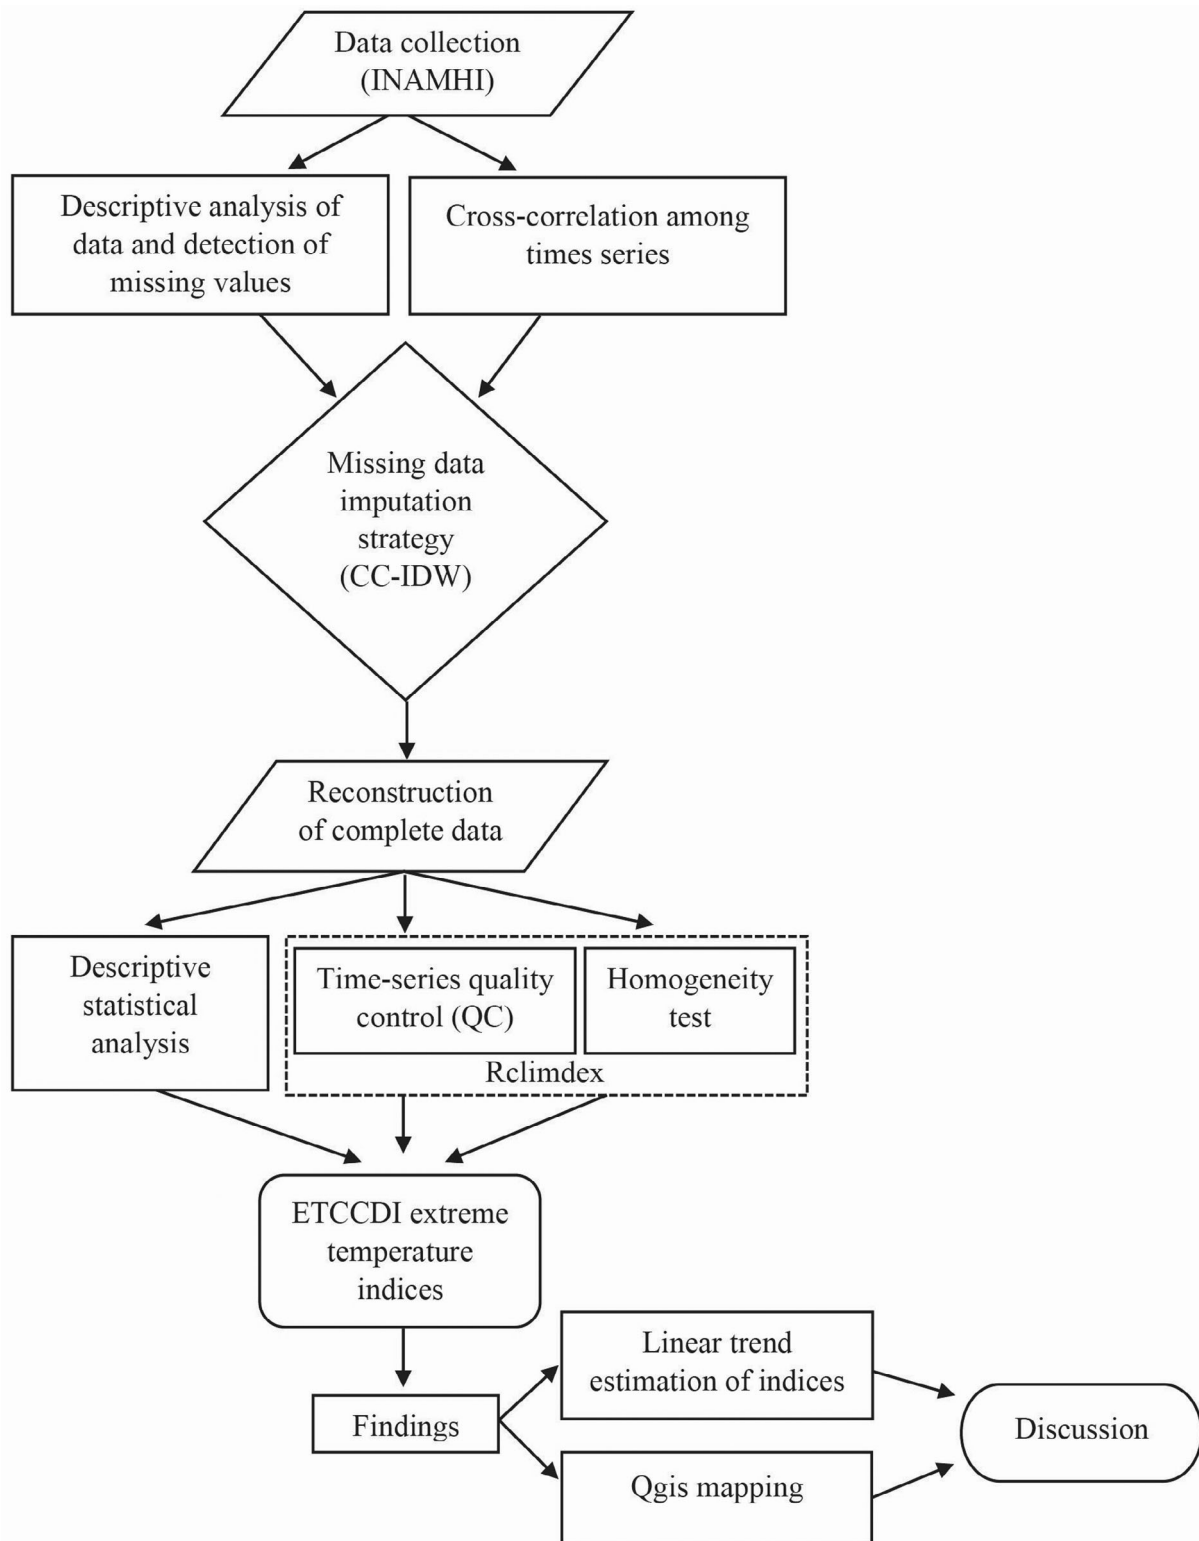 Data collection
(INAMHI)
Descriptive analysis of
data and detection of
missing values
Cross-correlation among
times series
Missing data
imputation
strategy
(CC-IDW)
Reconstruction
of complete data
Descriptive
statistical
analysis
Time-series quality
control (QC)
Homogeneity
test
Rclimdex
ETCCDI extreme
temperature
indices
Findings
Linear trend
estimation of indices
Qgis mapping
Discussion